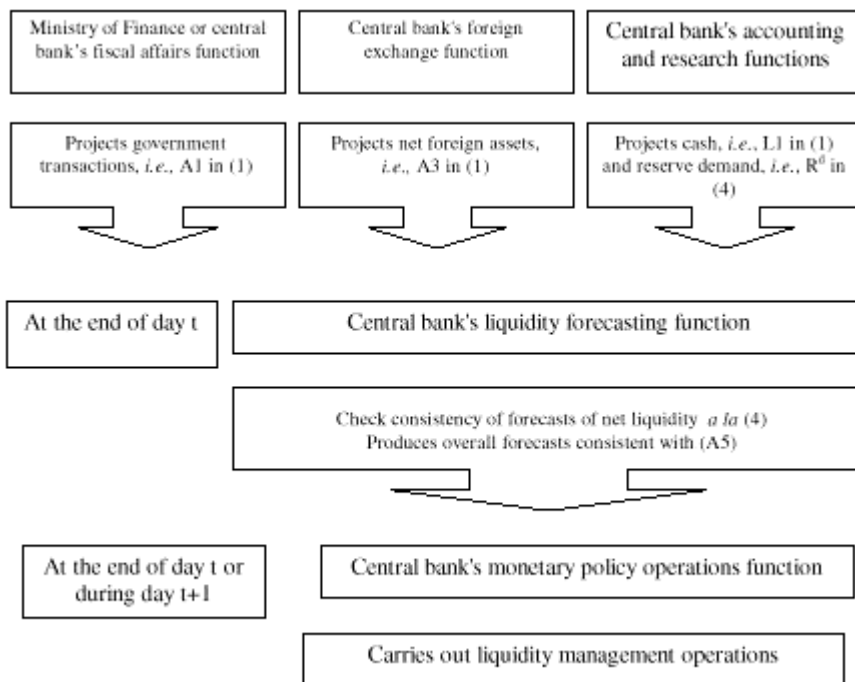 Ministry of Finance or central
bank's fiscal affairs function
Central bank's foreign
exchange function
Central bank's accounting
and research functions
Projects government
transactions, i.e., A1 in (1)
Projects net foreign assets,
i.e., A3 in (1)
Projects cash, i.e., L1 in (1)
and reserve demand, i.e., Rᵈ in
(4)
At the end of day t
Central bank's liquidity forecasting function
Check consistency of forecasts of net liquidity a la (4)
Produces overall forecasts consistent with (A5)
At the end of day t or
during day t+1
Central bank's monetary policy operations function
Carries out liquidity management operations